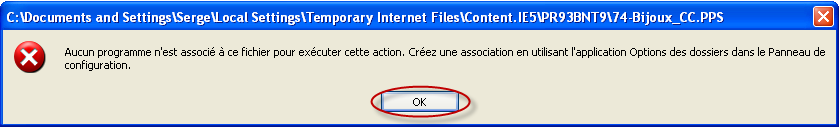 C:\Documents and Settings\Serge\Local Settings\Temporary Internet Files\Content.IE5\PR93BNT9\74-Bijoux_CC.PPS
Aucun programme n'est associé à ce fichier pour exécuter cette action. Créez une association en utilisant l'application Options des dossiers dans le Panneau de
configuration.
OK